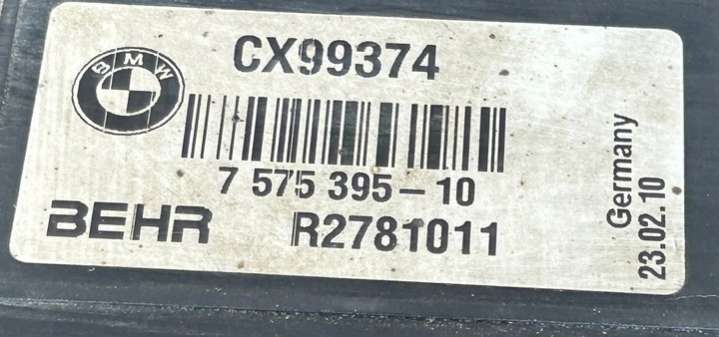 BMW
CX99374
7 575 395-10
BEHR
R2781011
Germany
23.02.10